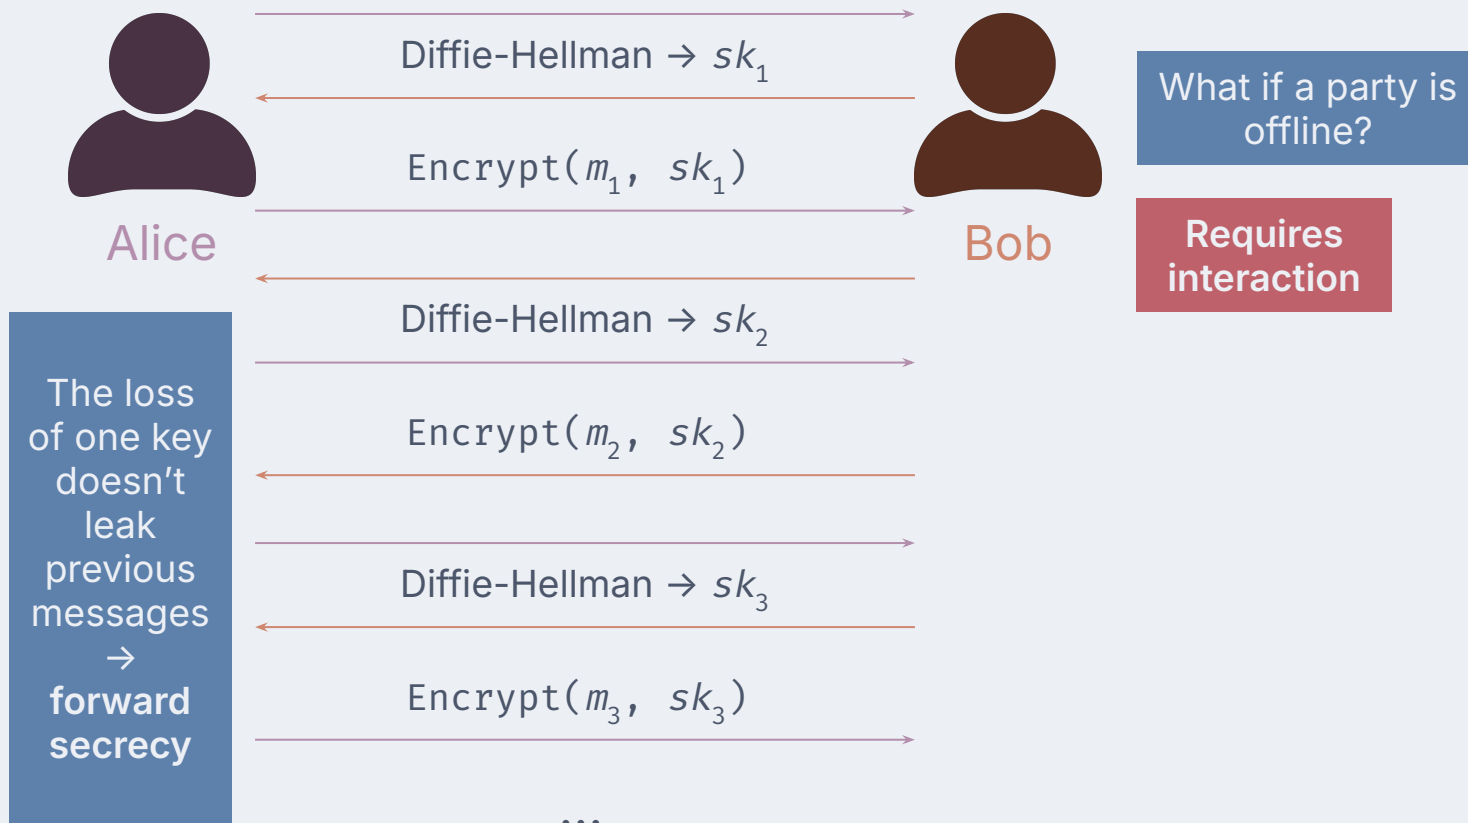 Diffie-Hellman → sk₁
Encrypt(m₁, sk₁)
Alice
Bob
What if a party is
offline?
Requires
interaction
Diffie-Hellman → sk₂
Encrypt(m₂, sk₂)
Diffie-Hellman → sk₃
Encrypt(m₃, sk₃)
...
The loss
of one key
doesn’t
leak
previous
messages
→
forward
secrecy